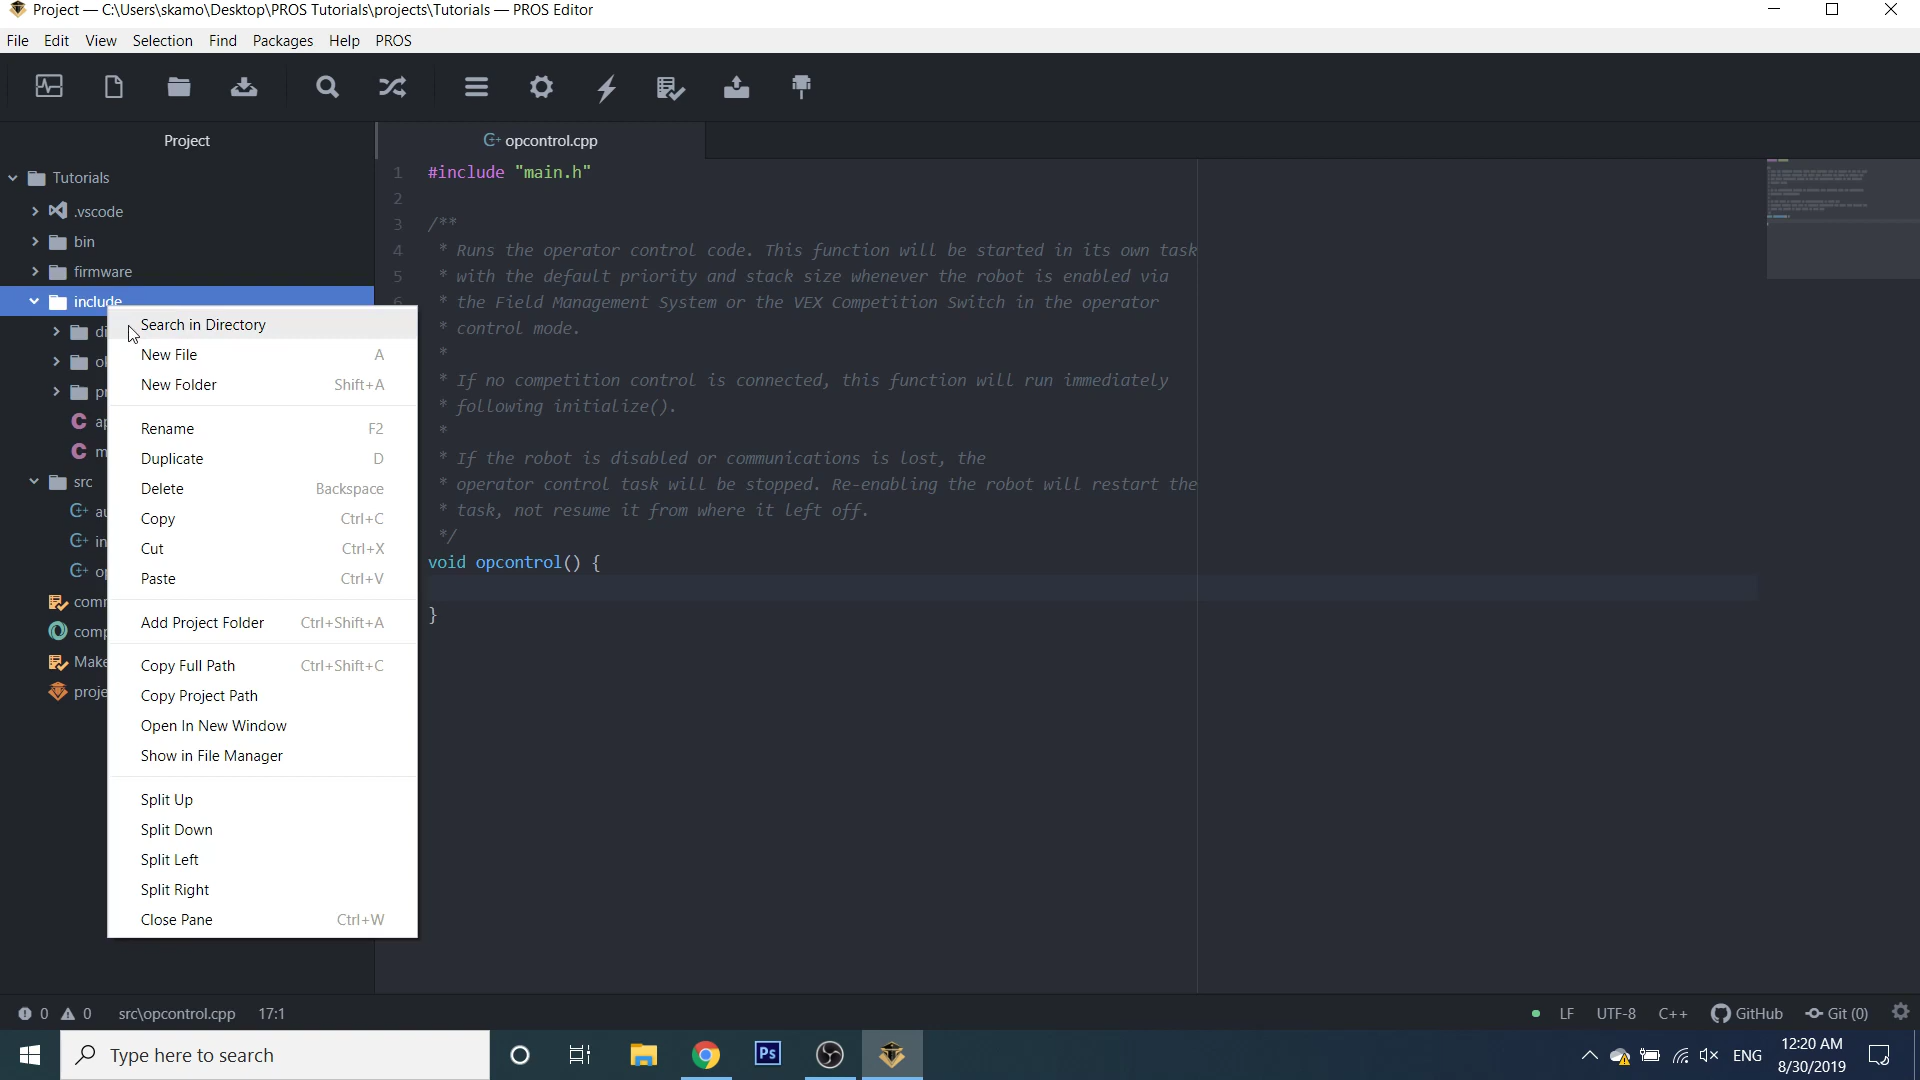 Project — C:\Users\skamo\Desktop\PROS Tutorials\projects\Tutorials — PROS Editor
File Edit View Selection Find Packages Help PROS
Project
opcontrol.cpp
Tutorials
.vscode
bin
firmware
include
src
Search in Directory
New File A
New Folder Shift+A
Rename F2
Duplicate D
Delete Backspace
Copy Ctrl+C
Cut Ctrl+X
Paste Ctrl+V
Add Project Folder Ctrl+Shift+A
Copy Full Path Ctrl+Shift+C
Copy Project Path
Open In New Window
Show in File Manager
Split Up
Split Down
Split Left
Split Right
Close Pane Ctrl+W
1 #include "main.h"
2
3 /**
4 * Runs the operator control code. This function will be started in its own task
5 * with the default priority and stack size whenever the robot is enabled via
6 * the Field Management System or the VEX Competition Switch in the operator
* control mode.
*
* If no competition control is connected, this function will run immediately
* following initialize().
*
* If the robot is disabled or communications is lost, the
* operator control task will be stopped. Re-enabling the robot will restart the
* task, not resume it from where it left off.
*/
void opcontrol() {
}
0 0 src\opcontrol.cpp 17:1 LF UTF-8 C++ GitHub Git (0)
Type here to search
Ps
ENG
12:20 AM
8/30/2019